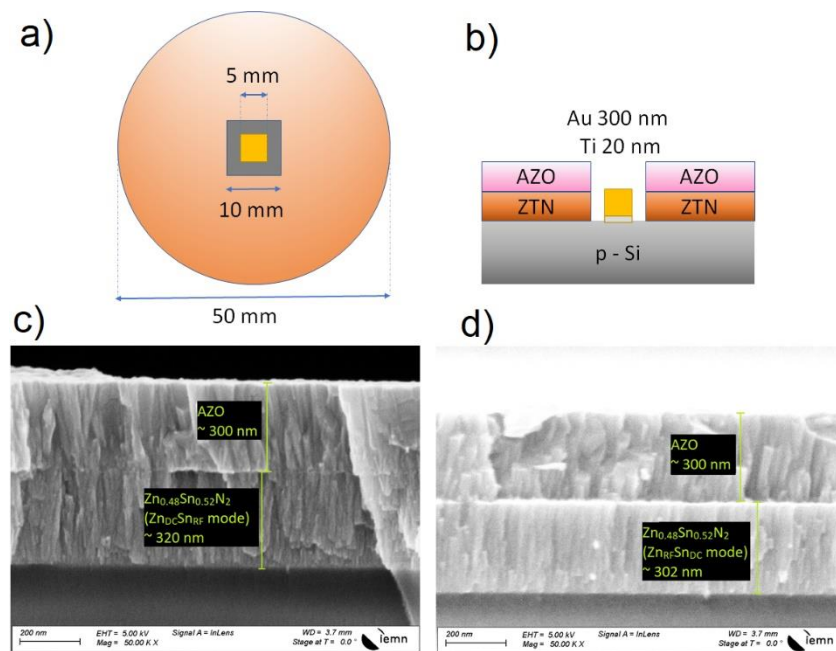 a)
5 mm
10 mm
50 mm
b)
Au 300 nm
Ti 20 nm
AZO
AZO
ZTN
ZTN
p - Si
c)
AZO
~ 300 nm
Zn0.48Sn0.52N2
(ZnDCSnRF mode)
~ 320 nm
200 nm
EHT = 5.00 kV
Signal A = InLens
WD = 3.7 mm
Mag = 50.00 K X
Stage at T = 0.0 °
iemn
d)
AZO
~ 300 nm
Zn0.48Sn0.52N2
(ZnRFSnDC mode)
~ 302 nm
200 nm
EHT = 5.00 kV
Signal A = InLens
WD = 3.7 mm
Mag = 50.00 K X
Stage at T = 0.0 °
iemn